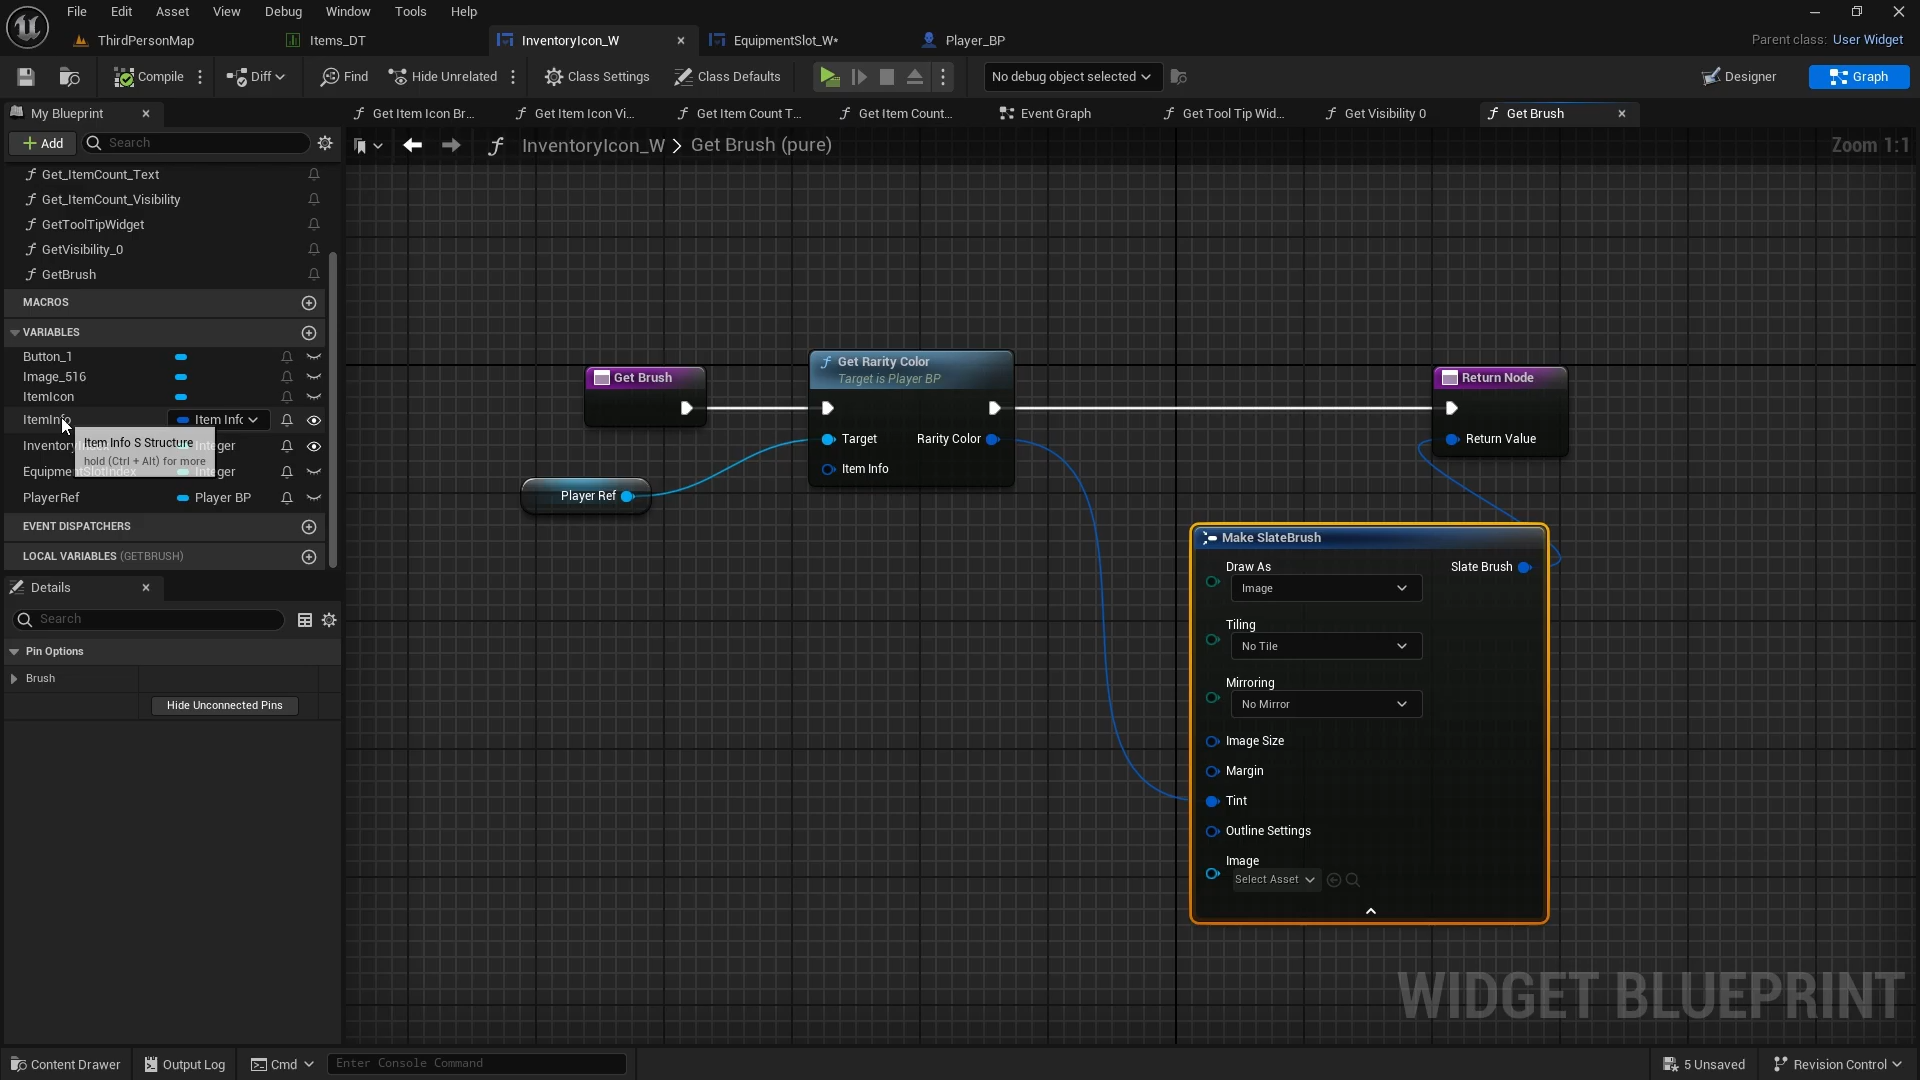 File Edit Asset View Debug Window Tools Help
ThirdPersonMap Items_DT InventoryIcon_W EquipmentSlot_W* Player_BP
Parent class: User Widget
Compile Diff Find Hide Unrelated Class Settings Class Defaults No debug object selected Designer Graph
My Blueprint Get Item Icon Br... Get Item Icon Vi... Get Item Count T... Get Item Count... Event Graph Get Tool Tip Wid... Get Visibility 0 Get Brush
Add Search
InventoryIcon_W > Get Brush (pure) Zoom 1:1
Get_ItemCount_Text
Get_ItemCount_Visibility
GetToolTipWidget
GetVisibility_0
GetBrush
MACROS
VARIABLES
Button_1
Image_516
ItemIcon
ItemInfo Item Info
Item Info S Structure
hold (Ctrl + Alt) for more
Inventory Integer
EquipmentSlotIndex Integer
PlayerRef Player BP
EVENT DISPATCHERS
LOCAL VARIABLES (GETBRUSH)
Details
Search
Pin Options
Brush
Hide Unconnected Pins
Get Brush
Get Rarity Color
Target is Player BP
Target Rarity Color
Item Info
Player Ref
Return Node
Return Value
Make SlateBrush
Draw As Slate Brush
Image
Tiling
No Tile
Mirroring
No Mirror
Image Size
Margin
Tint
Outline Settings
Image
Select Asset
WIDGET BLUEPRINT
Content Drawer Output Log Cmd Enter Console Command 5 Unsaved Revision Control